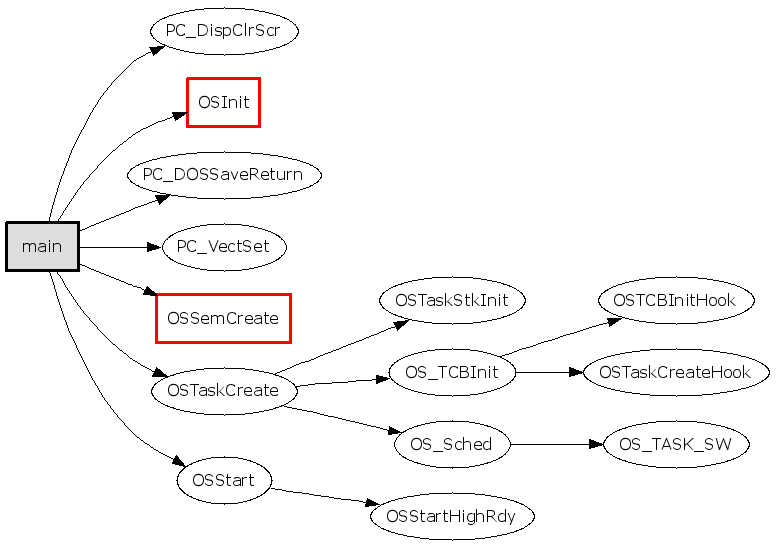 PC_DispClrScr
OSInit
PC_DOSSaveReturn
main
PC_VectSet
OSSemCreate
OSTaskStkInit
OSTCBInitHook
OSTaskCreate
OS_TCBInit
OSTaskCreateHook
OS_Sched
OS_TASK_SW
OSStart
OSStartHighRdy